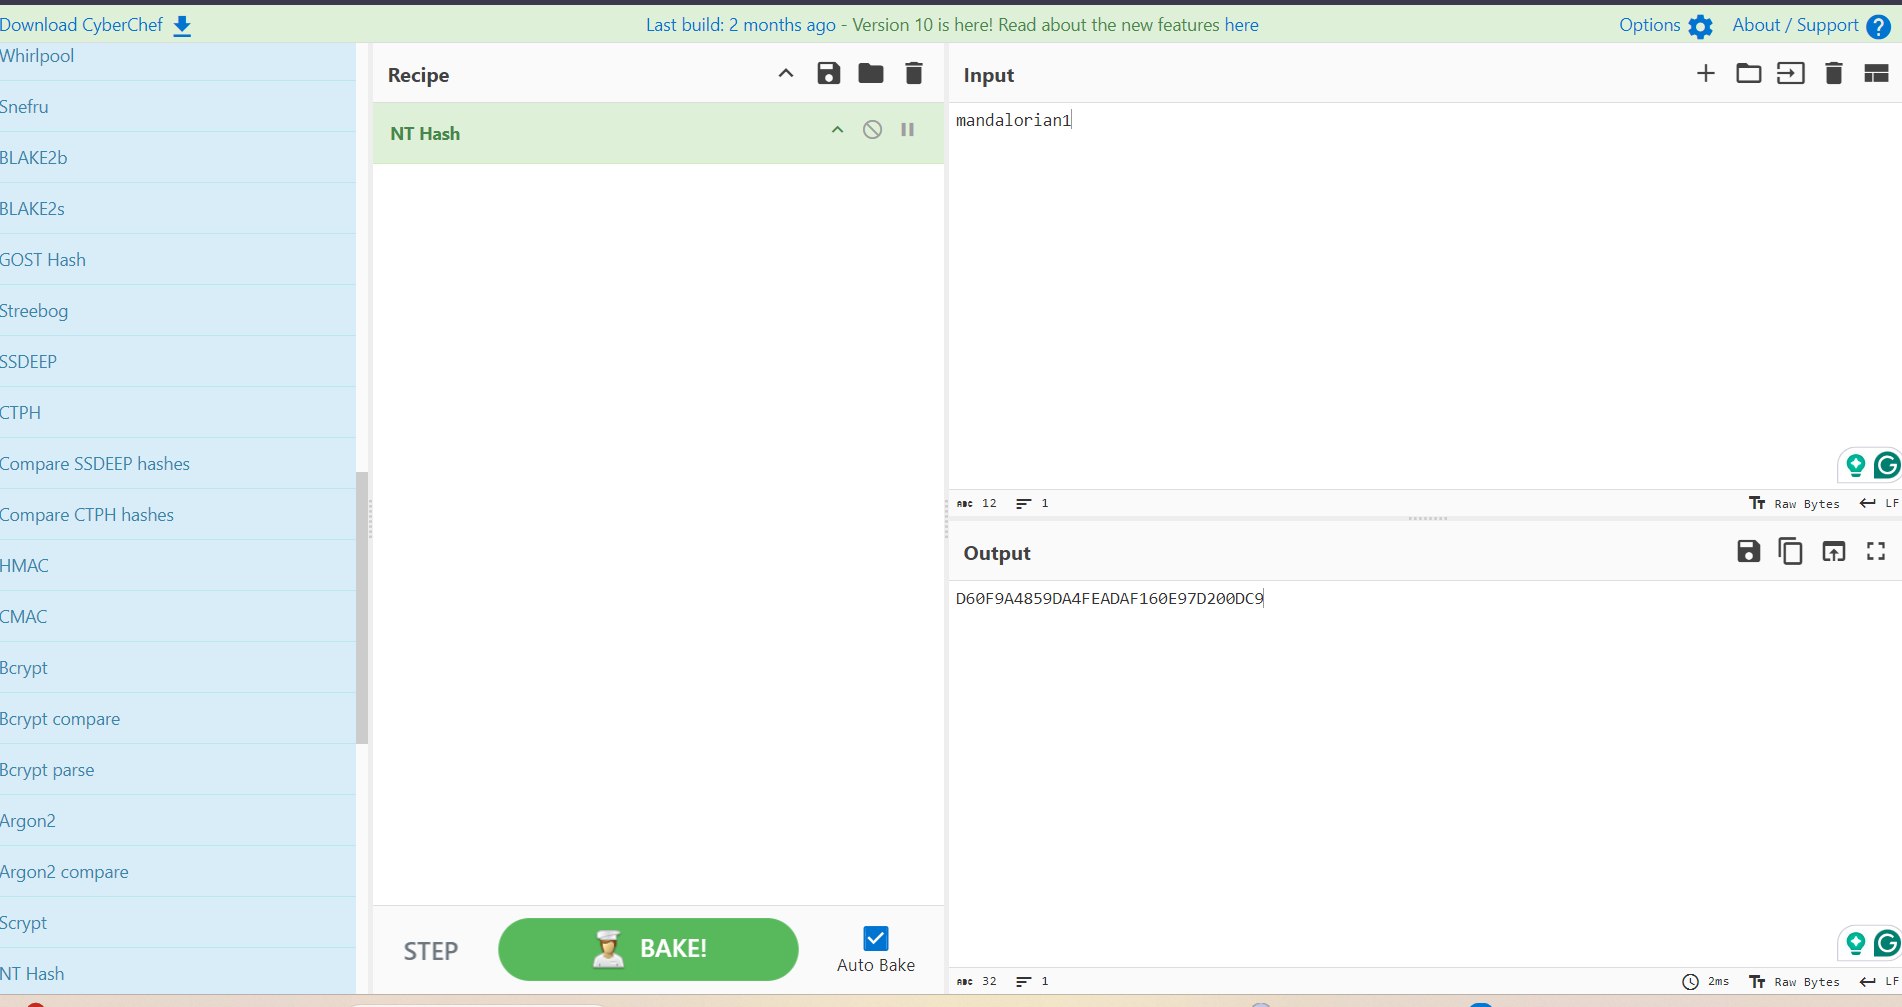 Download CyberChef
Last build: 2 months ago - Version 10 is here! Read about the new features here
Options
About / Support
Whirlpool
Snefru
BLAKE2b
BLAKE2s
GOST Hash
Streebog
SSDEEP
CTPH
Compare SSDEEP hashes
Compare CTPH hashes
HMAC
CMAC
Bcrypt
Bcrypt compare
Bcrypt parse
Argon2
Argon2 compare
Scrypt
NT Hash
Recipe
NT Hash
STEP
BAKE!
Auto Bake
Input
mandalorian1
ABC 12
1
Raw Bytes
LF
Output
D60F9A4859DA4FEADAF160E97D200DC9
ABC 32
1
2ms
Raw Bytes
LF